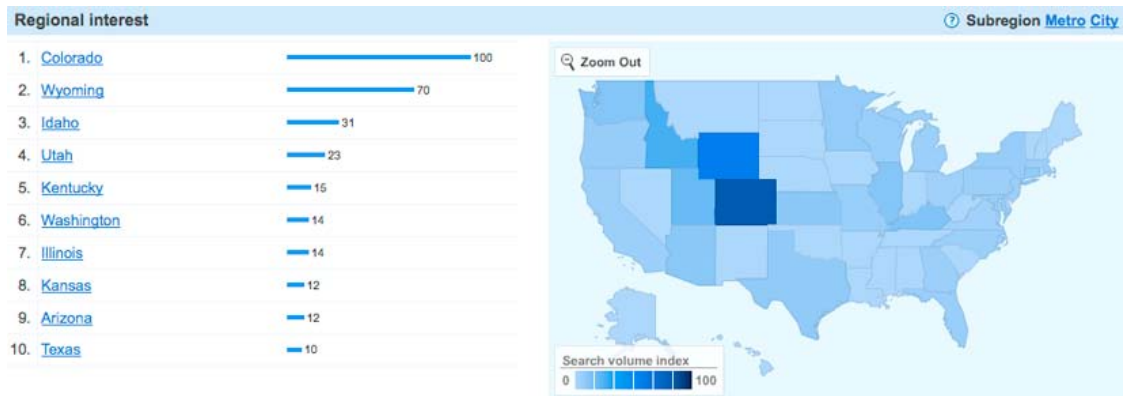 Regional interest
? Subregion Metro City
1. Colorado 100
2. Wyoming 70
3. Idaho 31
4. Utah 23
5. Kentucky 15
6. Washington 14
7. Illinois 14
8. Kansas 12
9. Arizona 12
10. Texas 10
Zoom Out
Search volume index
0 100